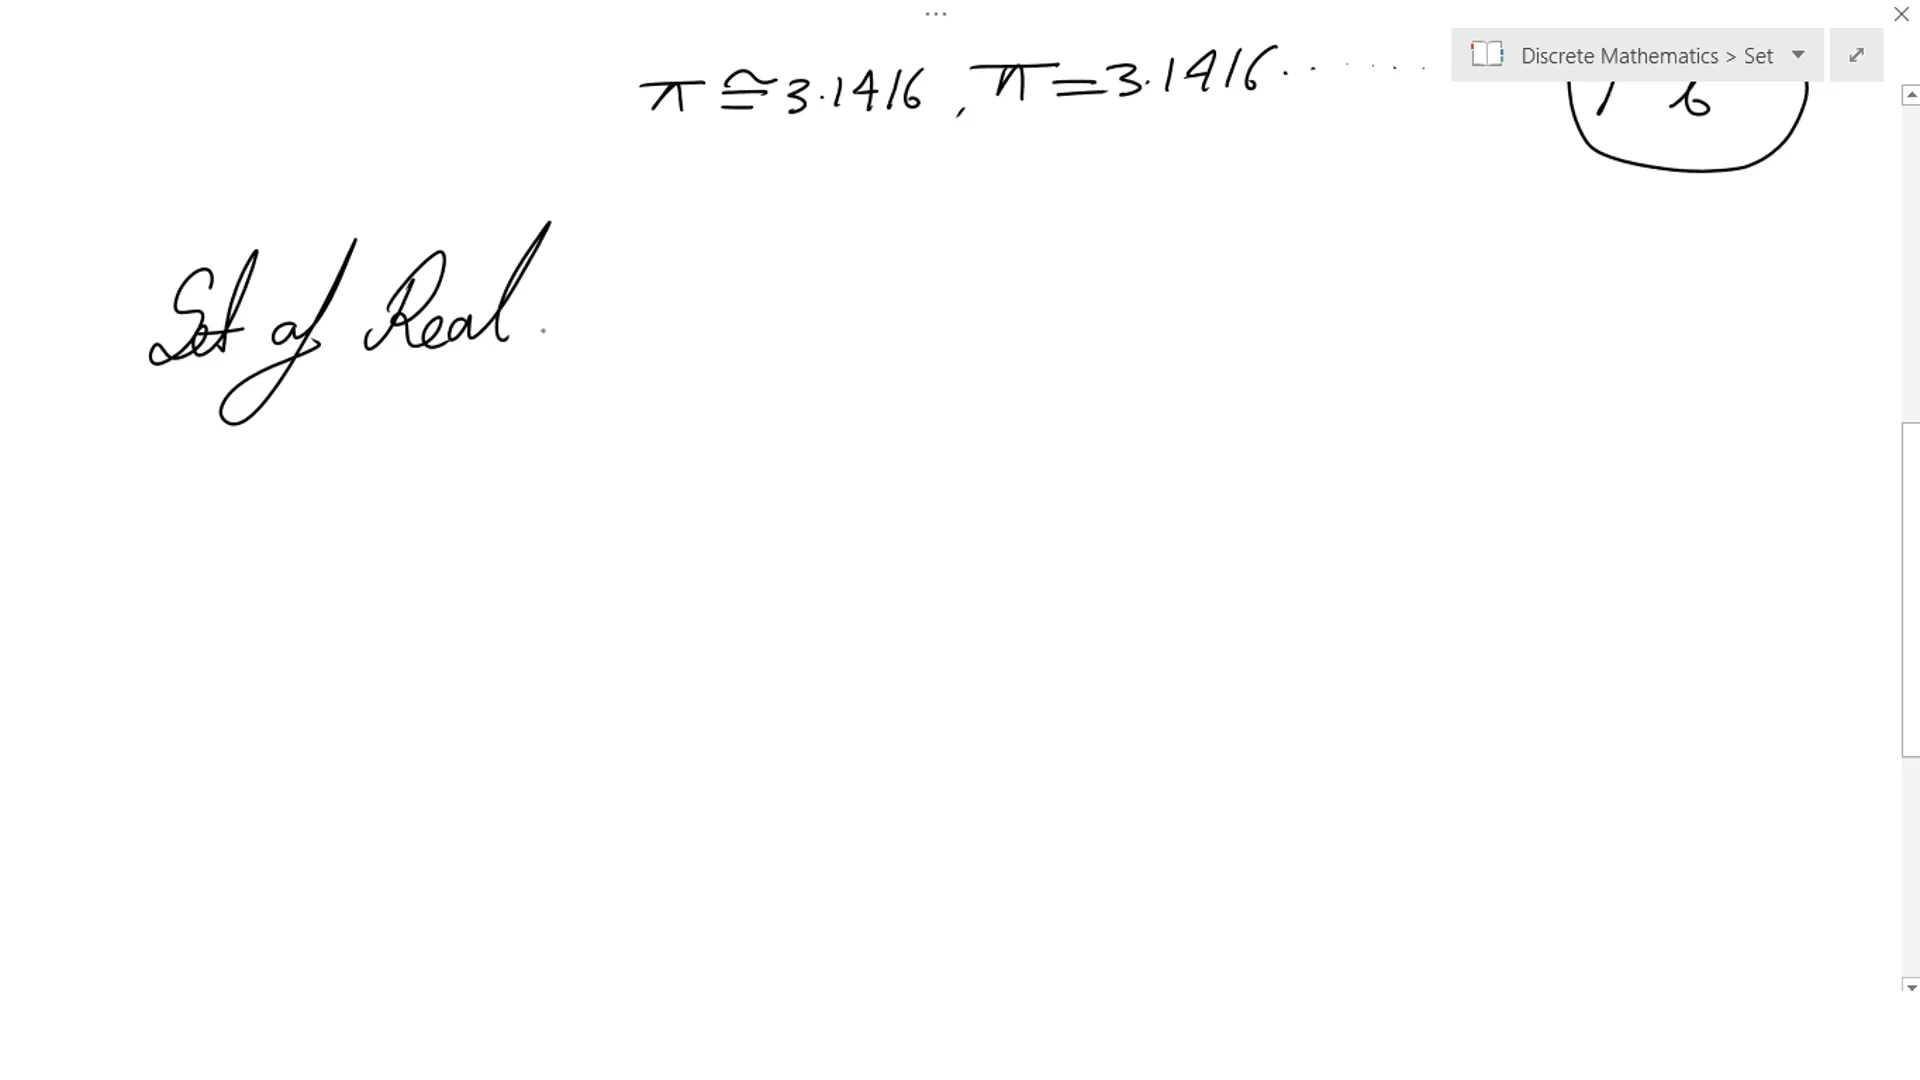 π ≅ 3.1416 , π = 3.1416.......
Discrete Mathematics > Set
6
Set of Real